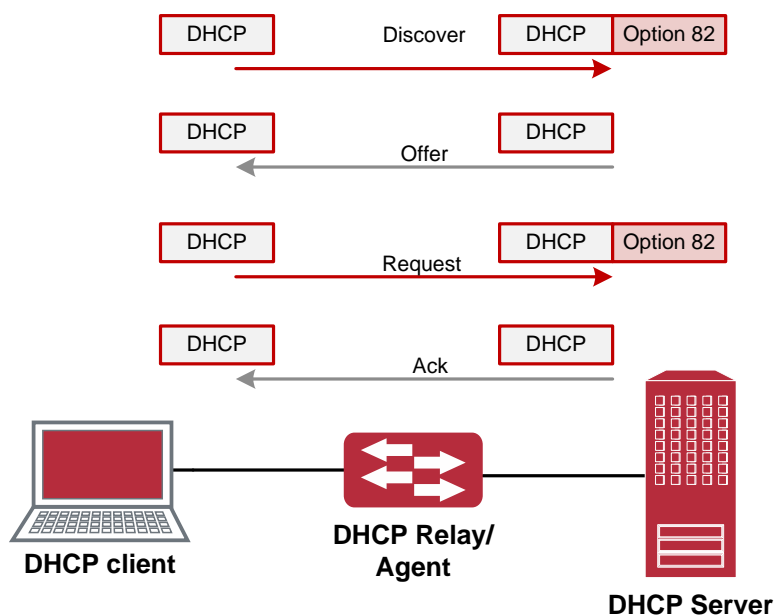 DHCP Discover DHCP Option 82
DHCP Offer DHCP
DHCP Request DHCP Option 82
DHCP Ack DHCP
DHCP client
DHCP Relay/
Agent
DHCP Server